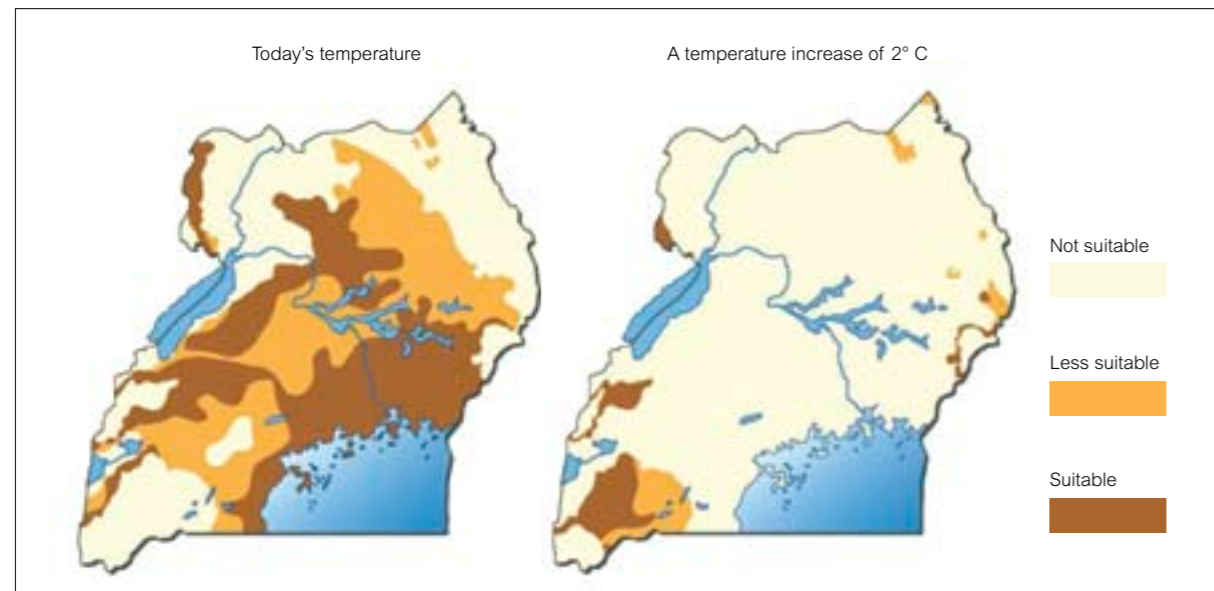 Today's temperature
A temperature increase of 2° C
Not suitable
Less suitable
Suitable